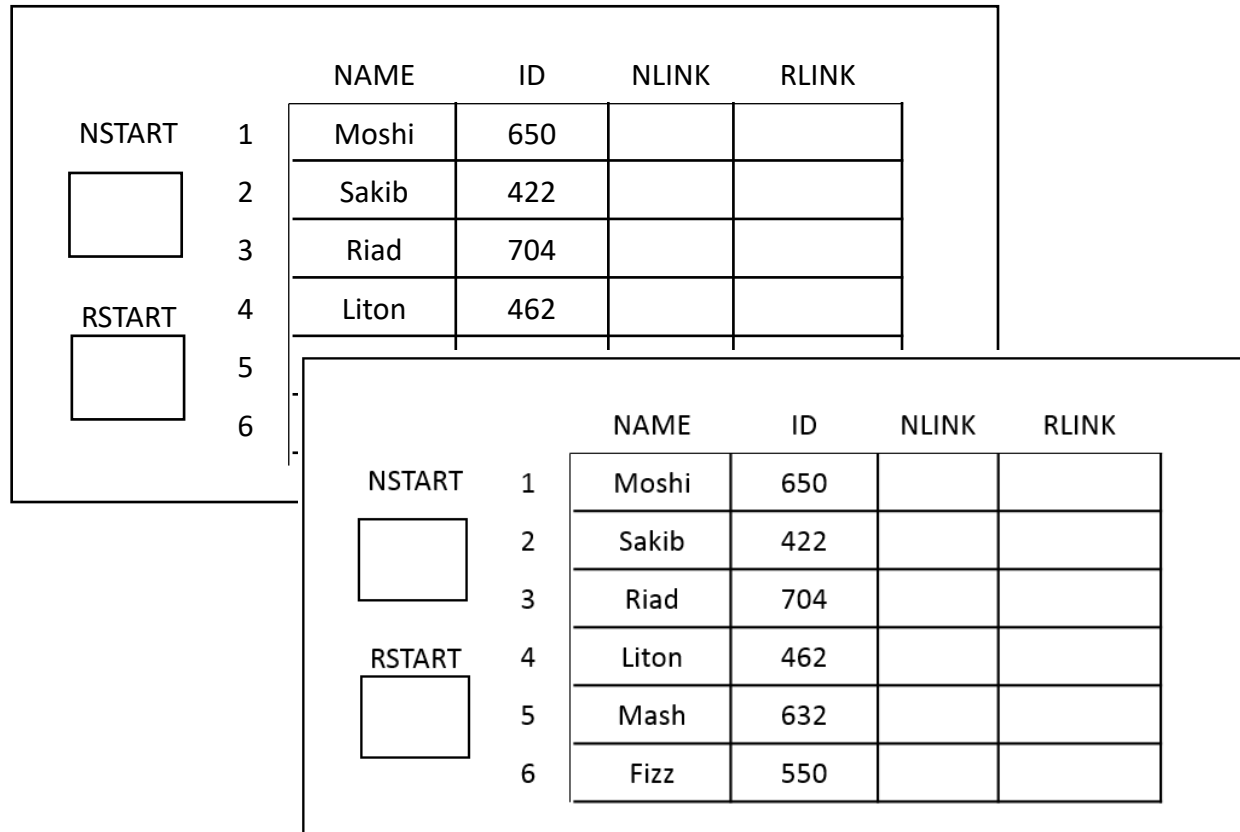 NAME ID NLINK RLINK
NSTART 1 Moshi 650
2 Sakib 422
3 Riad 704
RSTART 4 Liton 462
5
6
NAME ID NLINK RLINK
NSTART 1 Moshi 650
2 Sakib 422
3 Riad 704
RSTART 4 Liton 462
5 Mash 632
6 Fizz 550